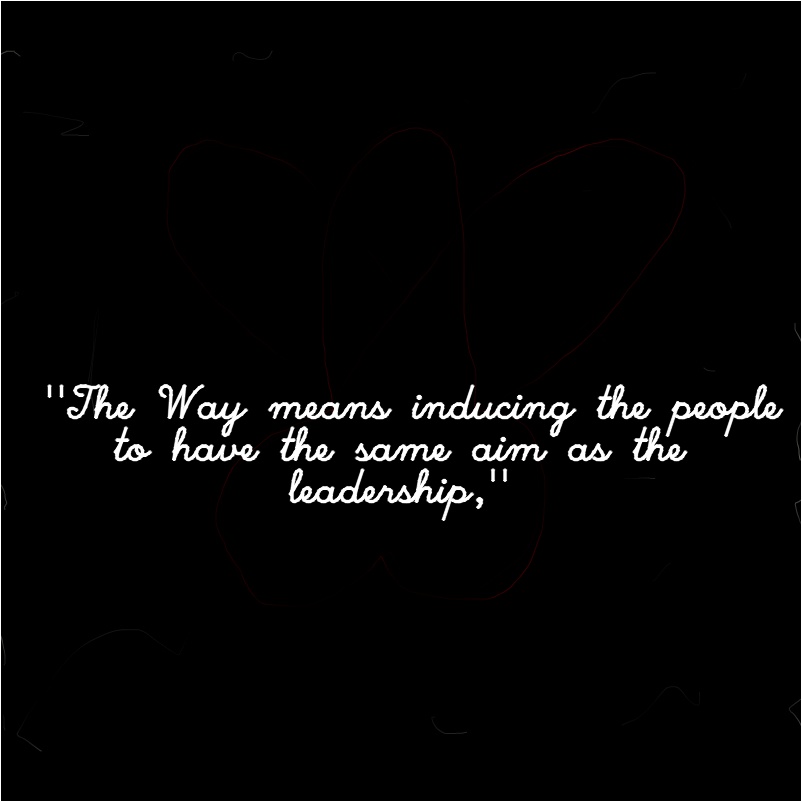 "The Way means inducing the people
to have the same aim as the
leadership,"